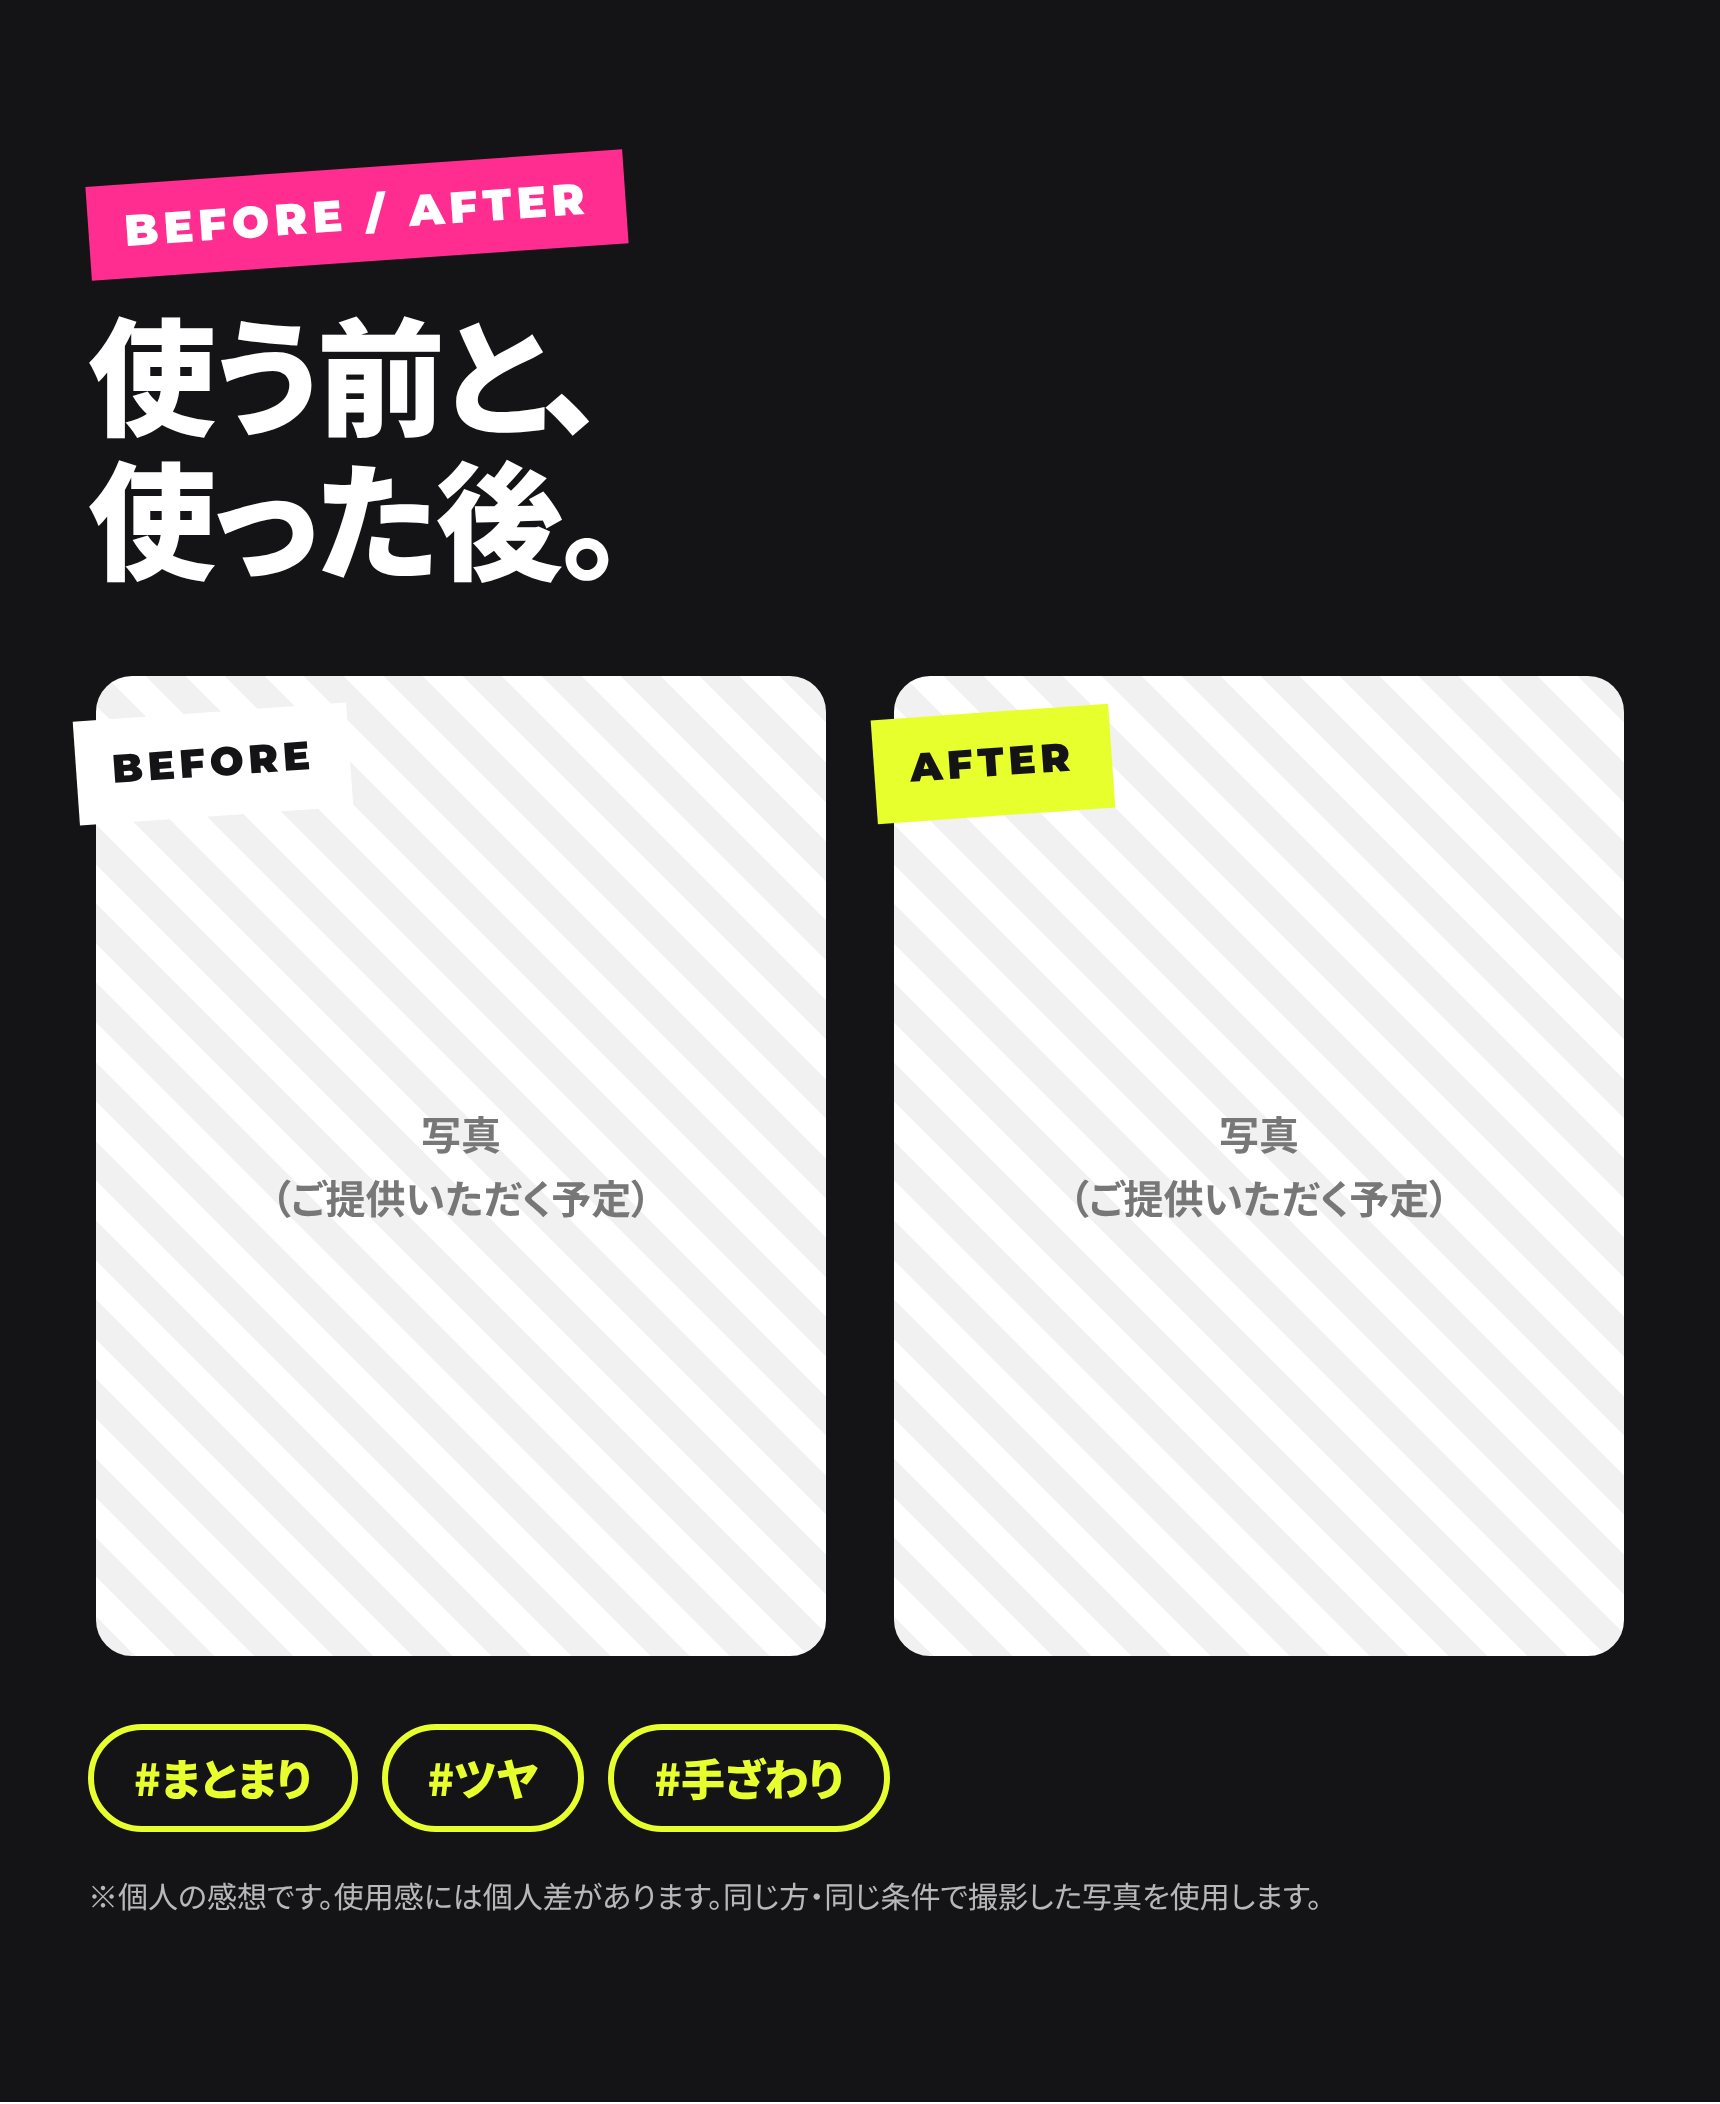 BEFORE / AFTER
使う前と、
使った後。
BEFORE
AFTER
写真
（ご提供いただく予定）
写真
（ご提供いただく予定）
#まとまり
#ツヤ
#手ざわり
※個人の感想です。使用感には個人差があります。同じ方・同じ条件で撮影した写真を使用します。